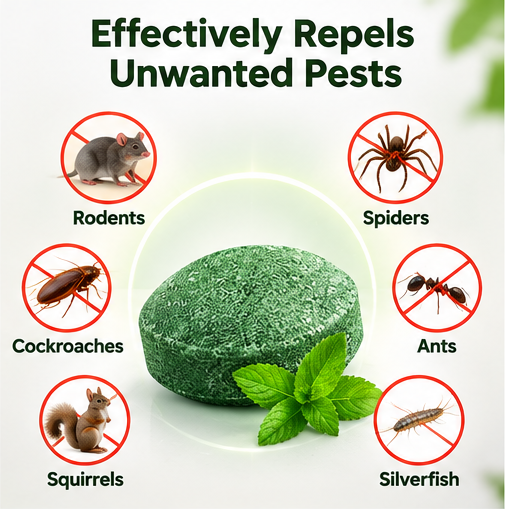 Effectively Repels
Unwanted Pests
Rodents
Spiders
Cockroaches
Ants
Squirrels
Silverfish